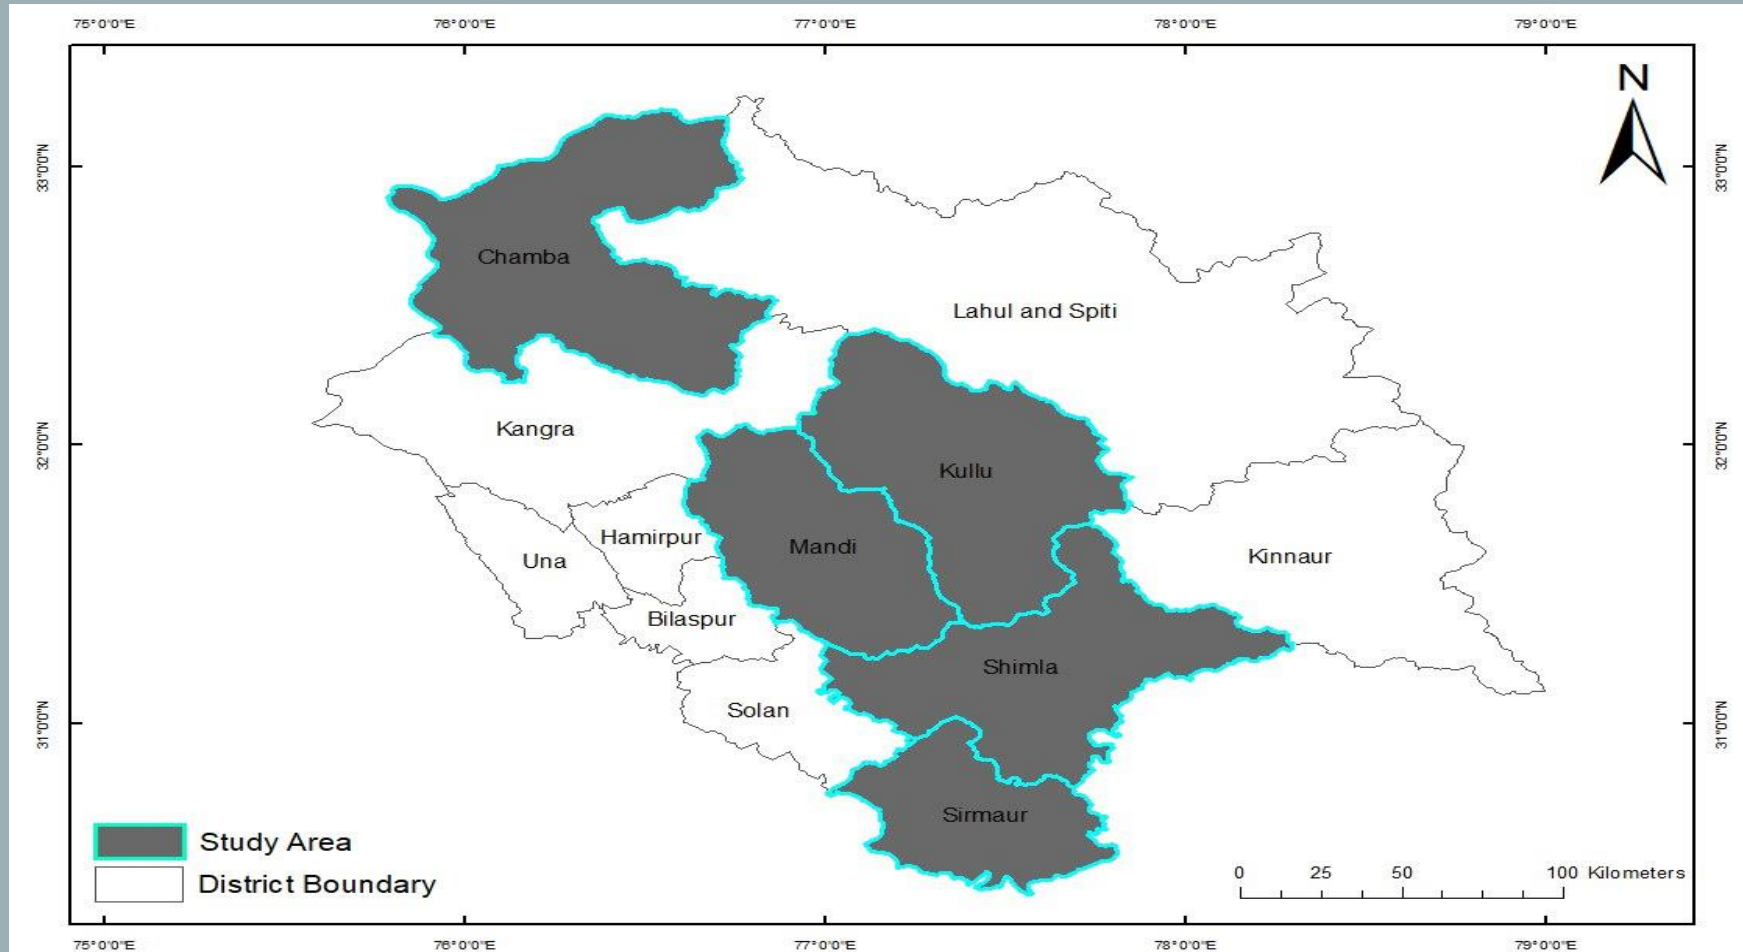 75°0'0"E 76°0'0"E 77°0'0"E 78°0'0"E 79°0'0"E
N
33°0'0"N 33°0'0"N
Chamba
Lahul and Spiti
Kangra
32°0'0"N 32°0'0"N
Kullu
Hamirpur
Mandi
Una
Kinnaur
Bilaspur
Shimla
Solan
31°0'0"N 31°0'0"N
Sirmaur
Study Area
District Boundary
0 25 50 100 Kilometers
75°0'0"E 76°0'0"E 77°0'0"E 78°0'0"E 79°0'0"E